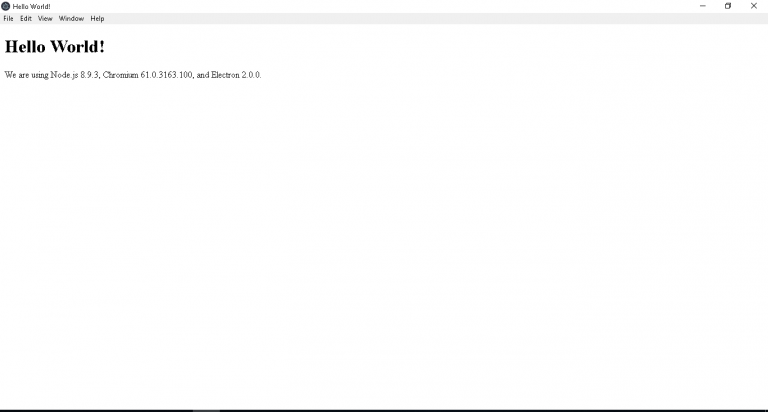 Hello World!
File Edit View Window Help
Hello World!
We are using Node.js 8.9.3, Chromium 61.0.3163.100, and Electron 2.0.0.